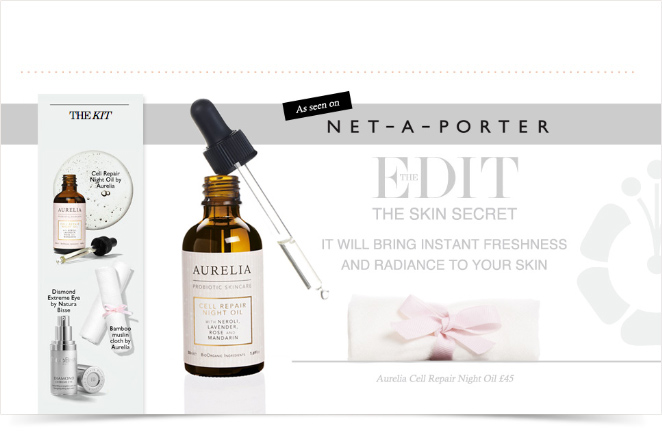 As seen on
NET-A-PORTER
THE KIT
Cell Repair
Night Oil by
Aurelia
AURELIA
Diamond
Extreme Eye
by Natura
Bisse
Bamboo
muslin
cloth by
Aurelia
AURELIA
PROBIOTIC SKINCARE
CELL REPAIR
NIGHT OIL
WITH NEROLI,
LAVENDER,
ROSE AND
MANDARIN
THE EDIT
THE SKIN SECRET
IT WILL BRING INSTANT FRESHNESS
AND RADIANCE TO YOUR SKIN
Aurelia Cell Repair Night Oil £45